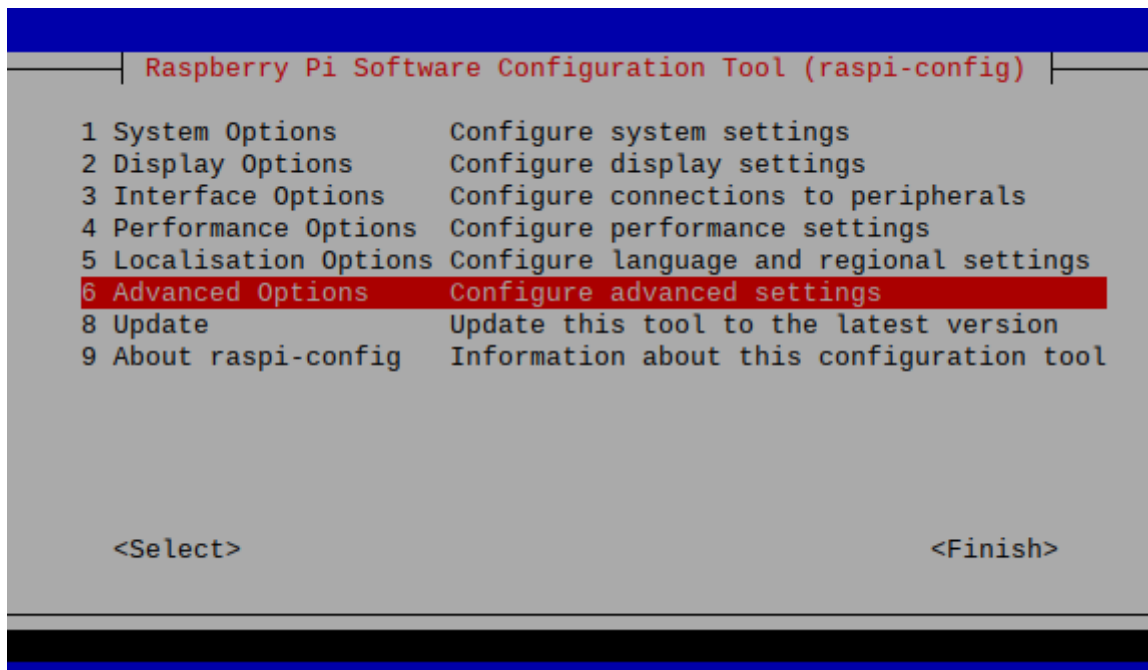 Raspberry Pi Software Configuration Tool (raspi-config)
1 System Options Configure system settings
2 Display Options Configure display settings
3 Interface Options Configure connections to peripherals
4 Performance Options Configure performance settings
5 Localisation Options Configure language and regional settings
6 Advanced Options Configure advanced settings
8 Update Update this tool to the latest version
9 About raspi-config Information about this configuration tool
<Select> <Finish>